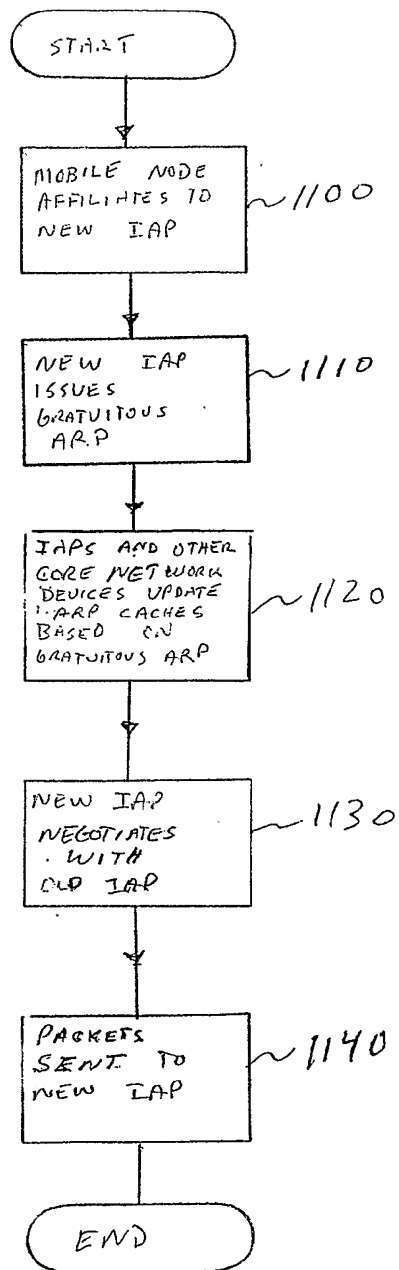 START
MOBILE NODE
AFFILIATES TO
NEW IAP
1100
NEW IAP
ISSUES
GRATUITOUS
ARP
1110
IAPS AND OTHER
CORE NETWORK
DEVICES UPDATE
ARP CACHES
BASED ON
GRATUITOUS ARP
1120
NEW IAP
NEGOTIATES
WITH
OLD IAP
1130
PACKETS
SENT TO
NEW IAP
1140
END